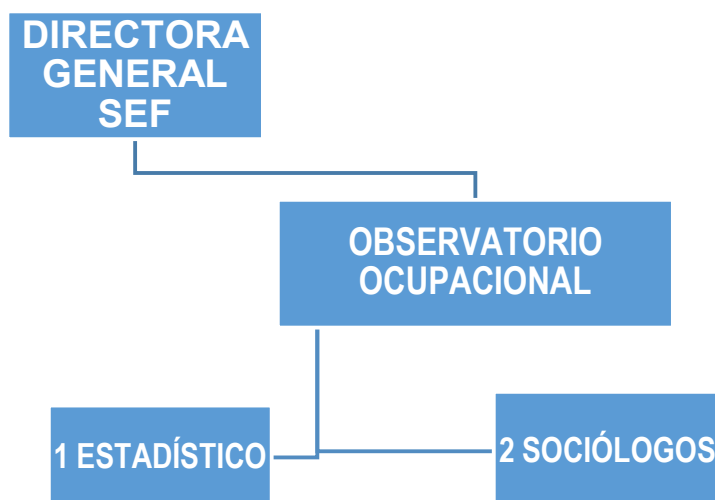 DIRECTORA
GENERAL
SEF
OBSERVATORIO
OCUPACIONAL
1 ESTADÍSTICO
2 SOCIÓLOGOS